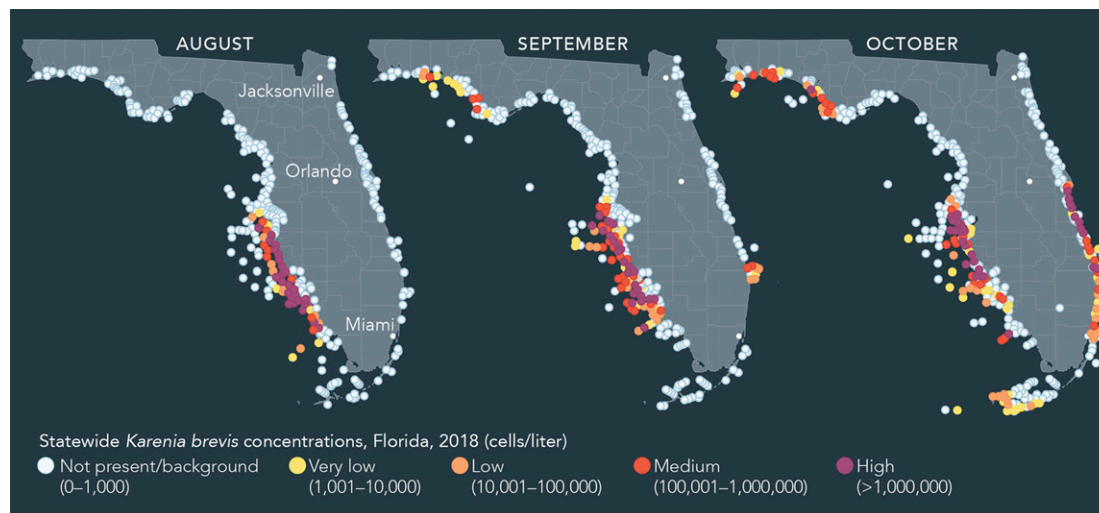 AUGUST
SEPTEMBER
OCTOBER
Jacksonville
Orlando
Miami
Statewide Karenia brevis concentrations, Florida, 2018 (cells/liter)
Not present/background
(0–1,000)
Very low
(1,001–10,000)
Low
(10,001–100,000)
Medium
(100,001–1,000,000)
High
(>1,000,000)